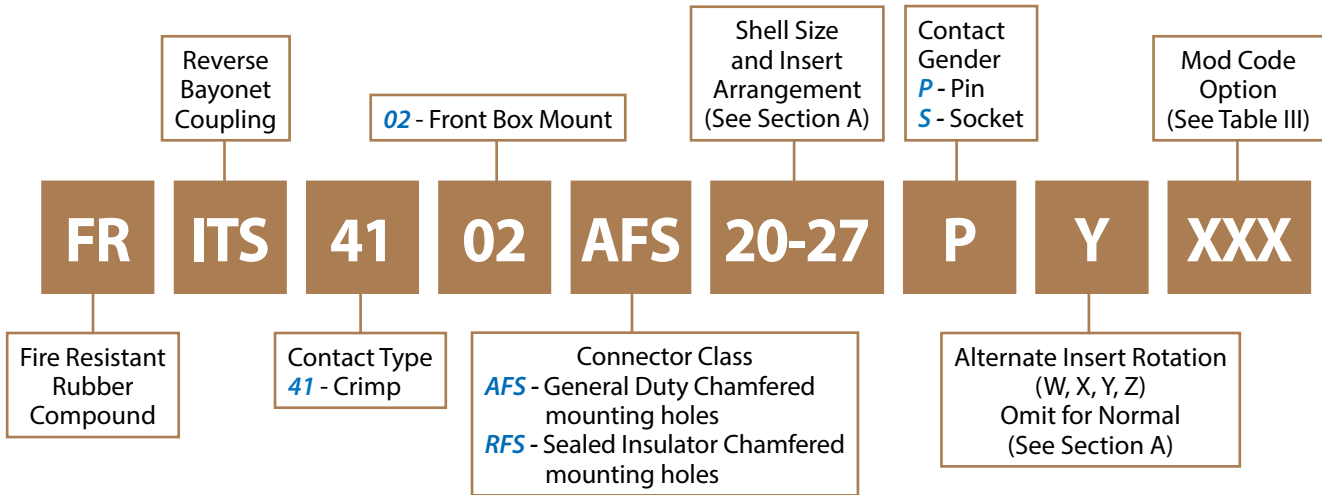 Reverse
Bayonet
Coupling
02 - Front Box Mount
Shell Size
and Insert
Arrangement
(See Section A)
Contact
Gender
P - Pin
S - Socket
Mod Code
Option
(See Table III)
FR ITS 41 02 AFS 20-27 P Y XXX
Fire Resistant
Rubber
Compound
Contact Type
41 - Crimp
Connector Class
AFS - General Duty Chamfered
mounting holes
RFS - Sealed Insulator Chamfered
mounting holes
Alternate Insert Rotation
(W, X, Y, Z)
Omit for Normal
(See Section A)